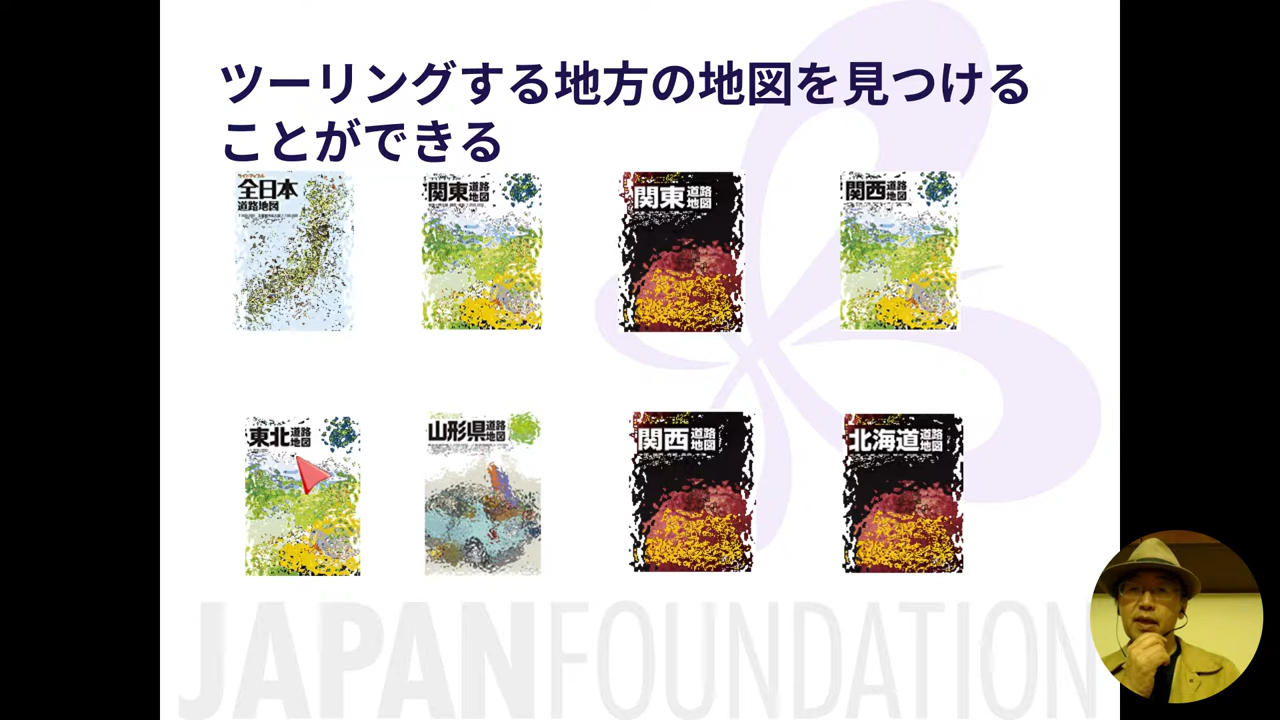 ツーリングする地方の地図を見つける
ことができる
全日本
道路地図
関東道路地図
関東道路地図
関西道路地図
東北道路地図
山形県道路地図
関西道路地図
北海道道路地図
JAPANFOUNDATION